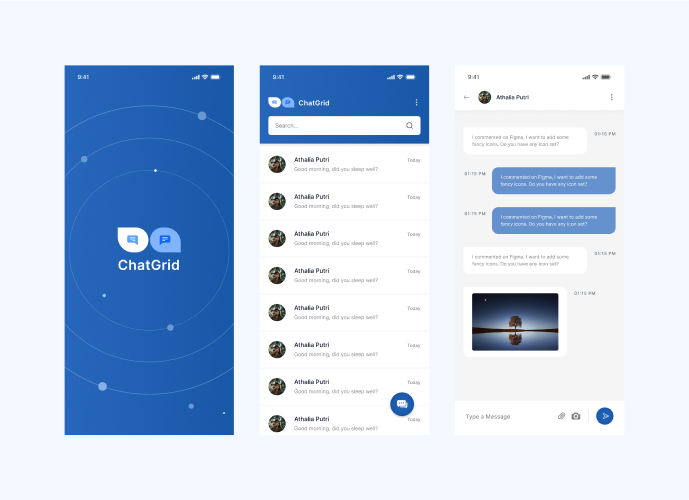 9:41
ChatGrid
9:41
ChatGrid
Search...
Athalia Putri
Today
Good morning, did you sleep well?
Athalia Putri
Today
Good morning, did you sleep well?
Athalia Putri
Today
Good morning, did you sleep well?
Athalia Putri
Today
Good morning, did you sleep well?
Athalia Putri
Today
Good morning, did you sleep well?
Athalia Putri
Today
Good morning, did you sleep well?
Athalia Putri
Today
Good morning, did you sleep well?
Athalia Putri
Today
Good morning, did you sleep well?
9:41
Athalia Putri
I commented on Figma, I want to add some
fancy icons. Do you have any icon set?
01:15 PM
01:15 PM
I commented on Figma, I want to add some
fancy icons. Do you have any icon set?
01:15 PM
I commented on Figma, I want to add some
fancy icons. Do you have any icon set?
I commented on Figma, I want to add some
fancy icons. Do you have any icon set?
01:15 PM
01:15 PM
Type a Message